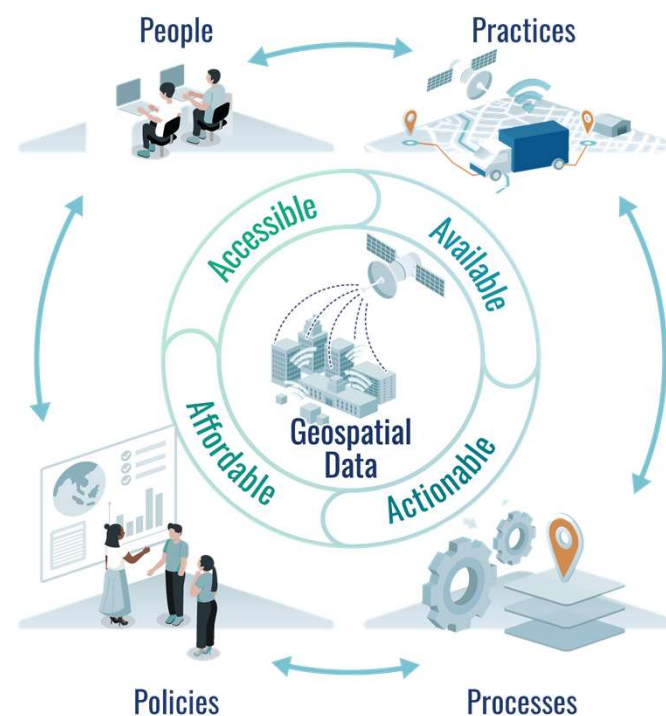 People
Practices
Accessible
Available
Geospatial
Data
Affordable
Actionable
Policies
Processes